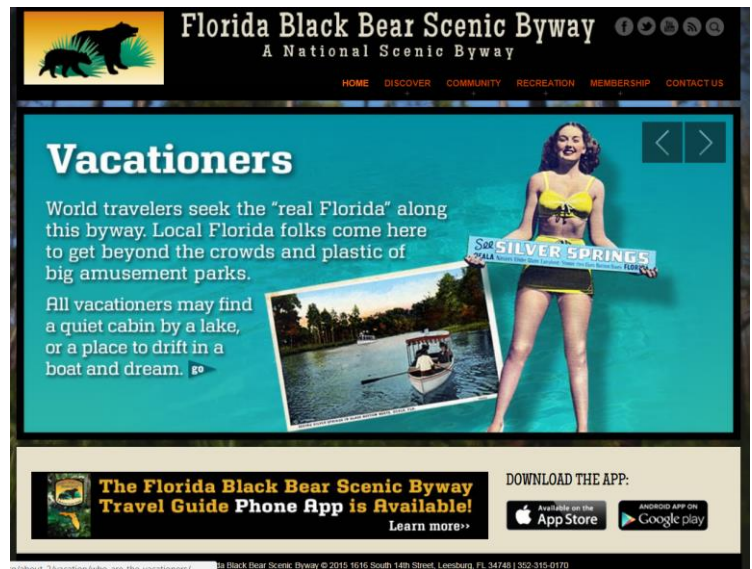 Florida Black Bear Scenic Byway
A National Scenic Byway
HOME DISCOVER COMMUNITY RECREATION MEMBERSHIP CONTACT US
Vacationers
World travelers seek the "real Florida" along
this byway. Local Florida folks come here
to get beyond the crowds and plastic of
big amusement parks.
All vacationers may find
a quiet cabin by a lake,
or a place to drift in a
boat and dream. go
See SILVER SPRINGS
OCALA
FLORIDA
The Florida Black Bear Scenic Byway
Travel Guide Phone App is Available!
Learn more>>
DOWNLOAD THE APP:
Available on the
App Store
ANDROID APP ON
Google play
da Black Bear Scenic Byway © 2015 1616 South 14th Street, Leesburg, FL 34748 | 352-315-0170